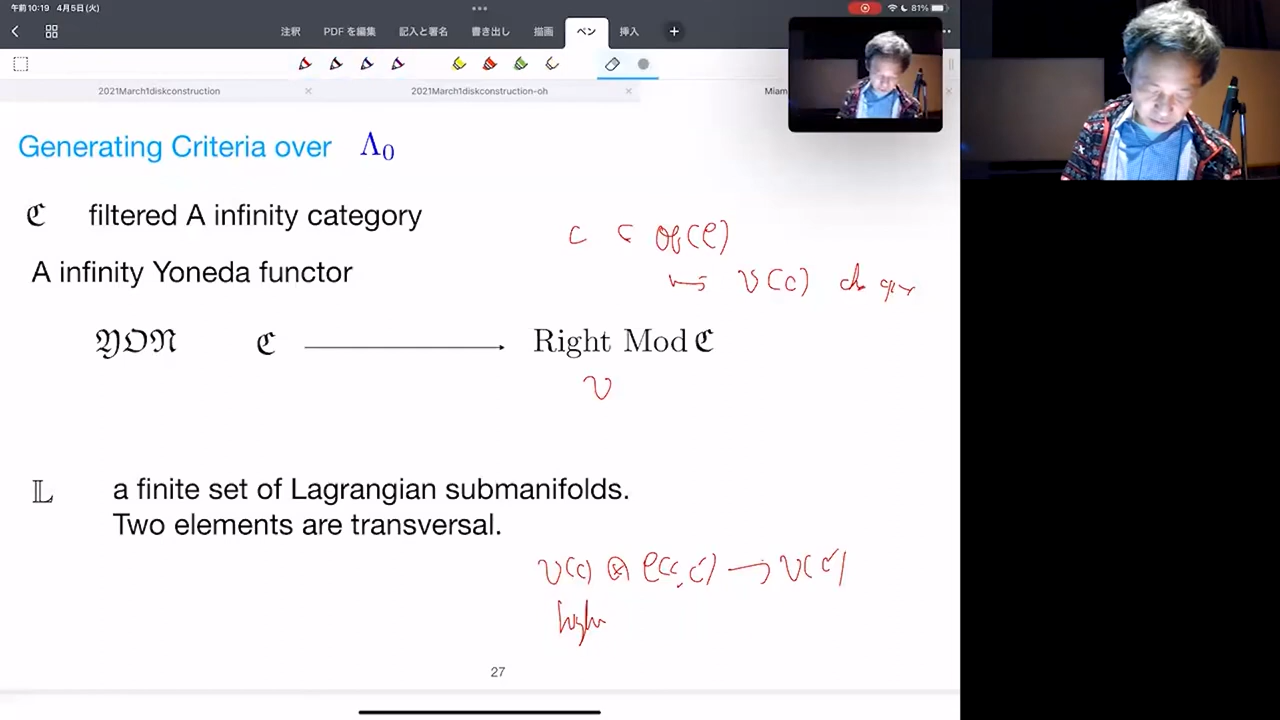 午前10:19 4月5日(火)
81%
注釈 PDF を編集 記入と署名 書き出し 描画 ペン 挿入
2021March1diskconstruction
2021March1diskconstruction-oh
Miam
Generating Criteria over Λ₀
ℭ filtered A infinity category
C ∈ Ob(C)
A infinity Yoneda functor
↦ V(C)
𝔜𝔒𝔑 ℭ ⟶ Right Mod ℭ
V
𝕃 a finite set of Lagrangian submanifolds.
Two elements are transversal.
V(C) ⊗ C(C,C') → V(C')
high
27